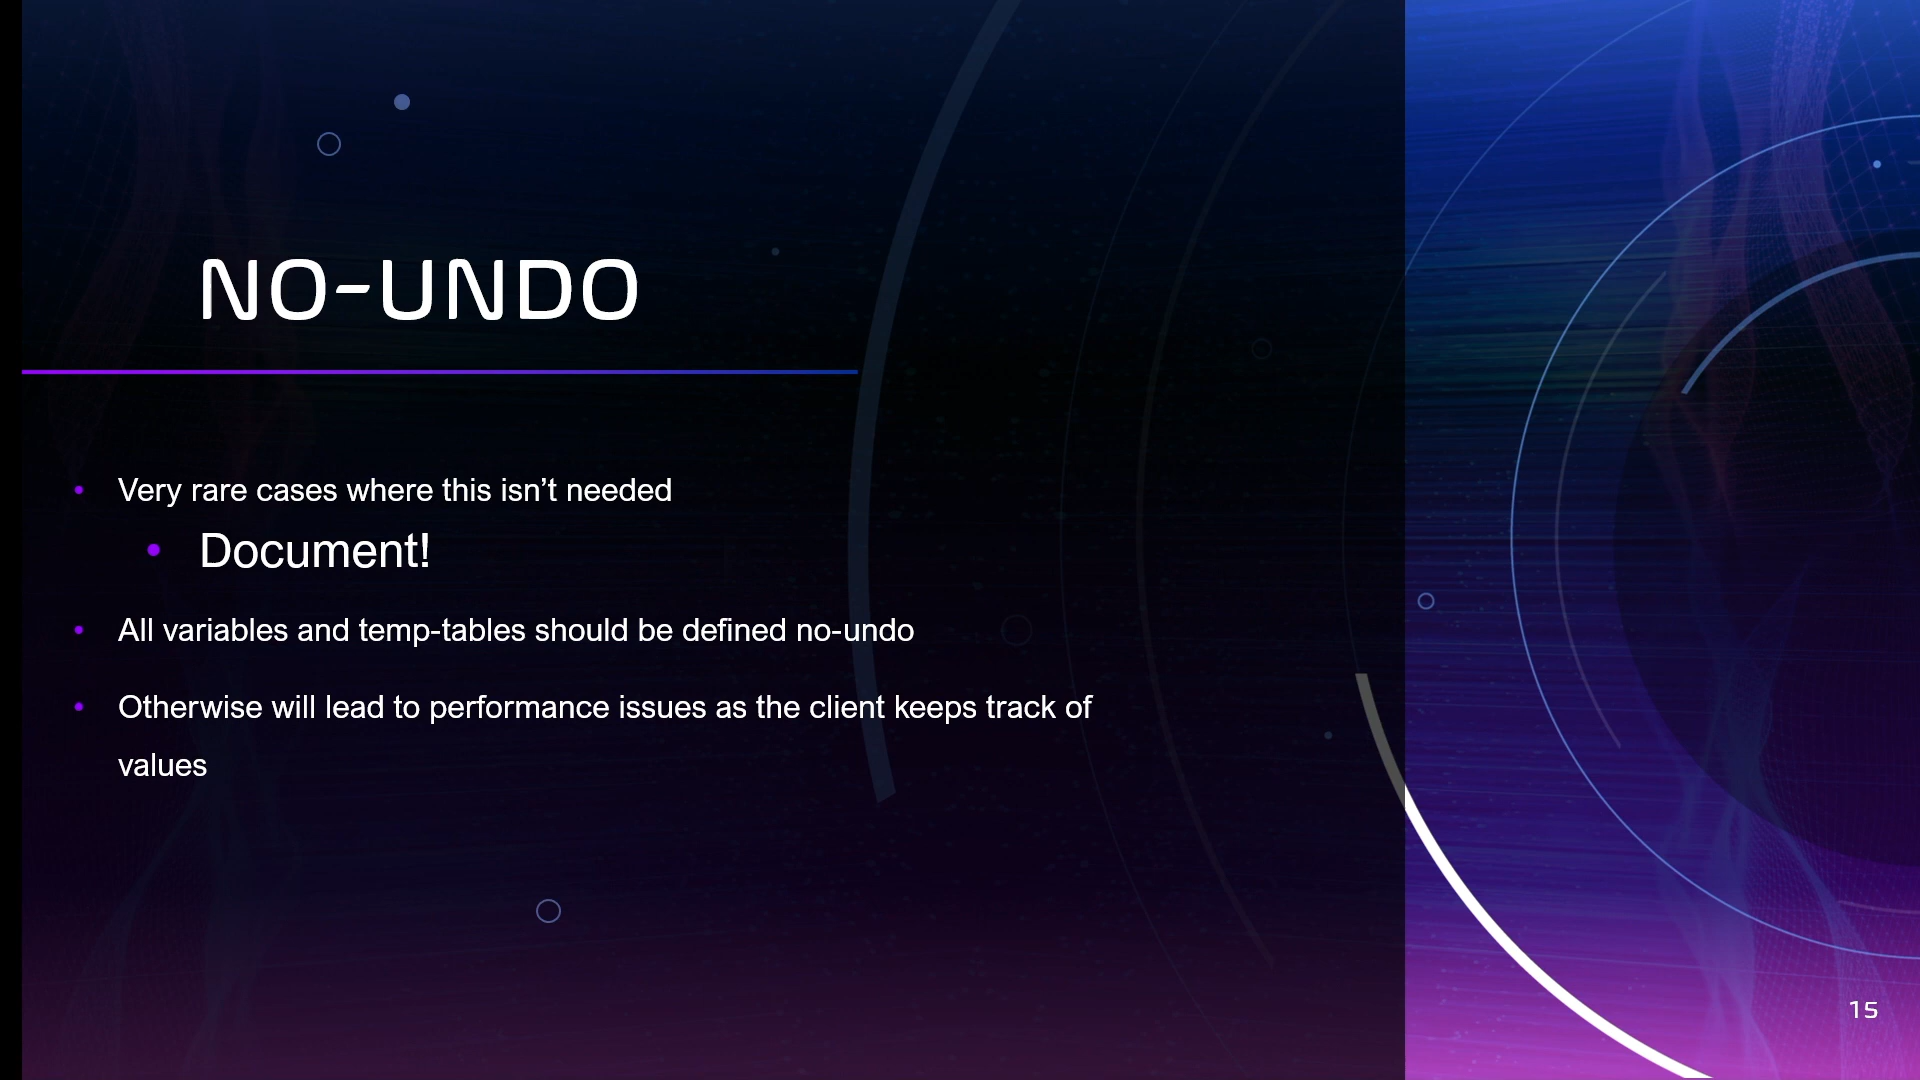 NO-UNDO
• Very rare cases where this isn’t needed
• Document!
• All variables and temp-tables should be defined no-undo
• Otherwise will lead to performance issues as the client keeps track of
values
15